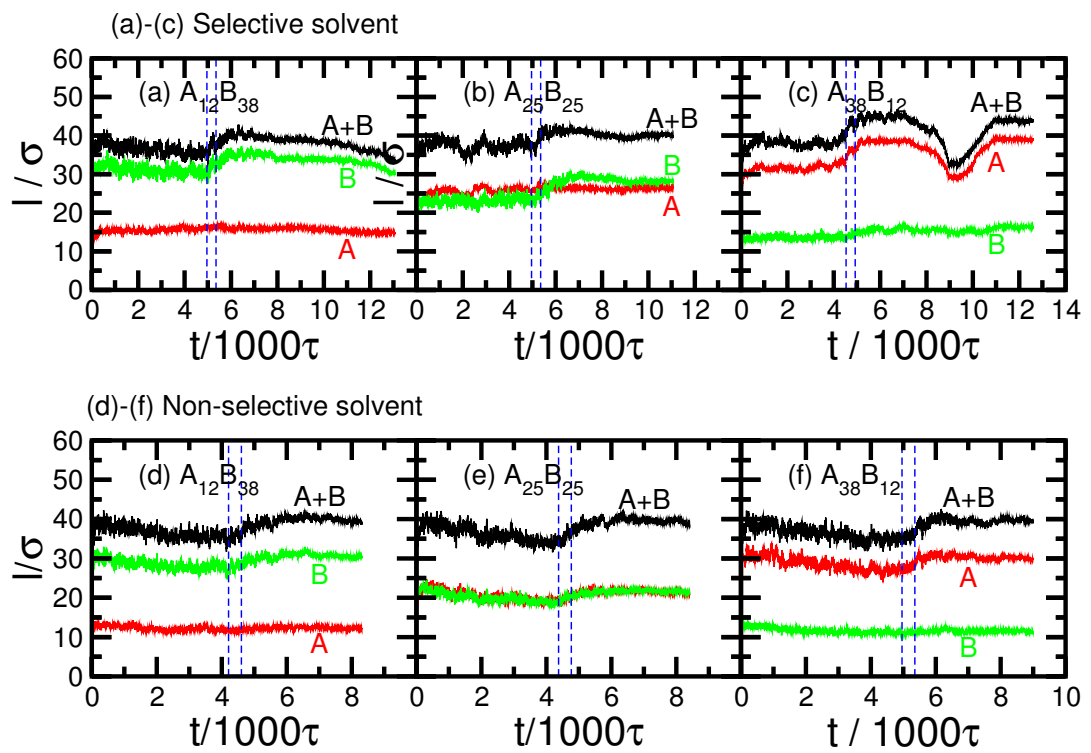 (a)-(c) Selective solvent
60
50
40
30
20
10
0
l / σ
(a) A12B38
A+B
B
A
0 2 4 6 8 10 12
t/1000τ
l / σ
(b) A25B25
A+B
B
A
0 2 4 6 8 10 12
t/1000τ
(c) A38B12
A+B
A
B
0 2 4 6 8 10 12 14
t / 1000τ
(d)-(f) Non-selective solvent
60
50
40
30
20
10
0
l/σ
(d) A12B38
A+B
B
A
0 2 4 6 8
t/1000τ
(e) A25B25
A+B
0 2 4 6 8
t/1000τ
(f) A38B12
A+B
A
B
0 2 4 6 8 10
t / 1000τ